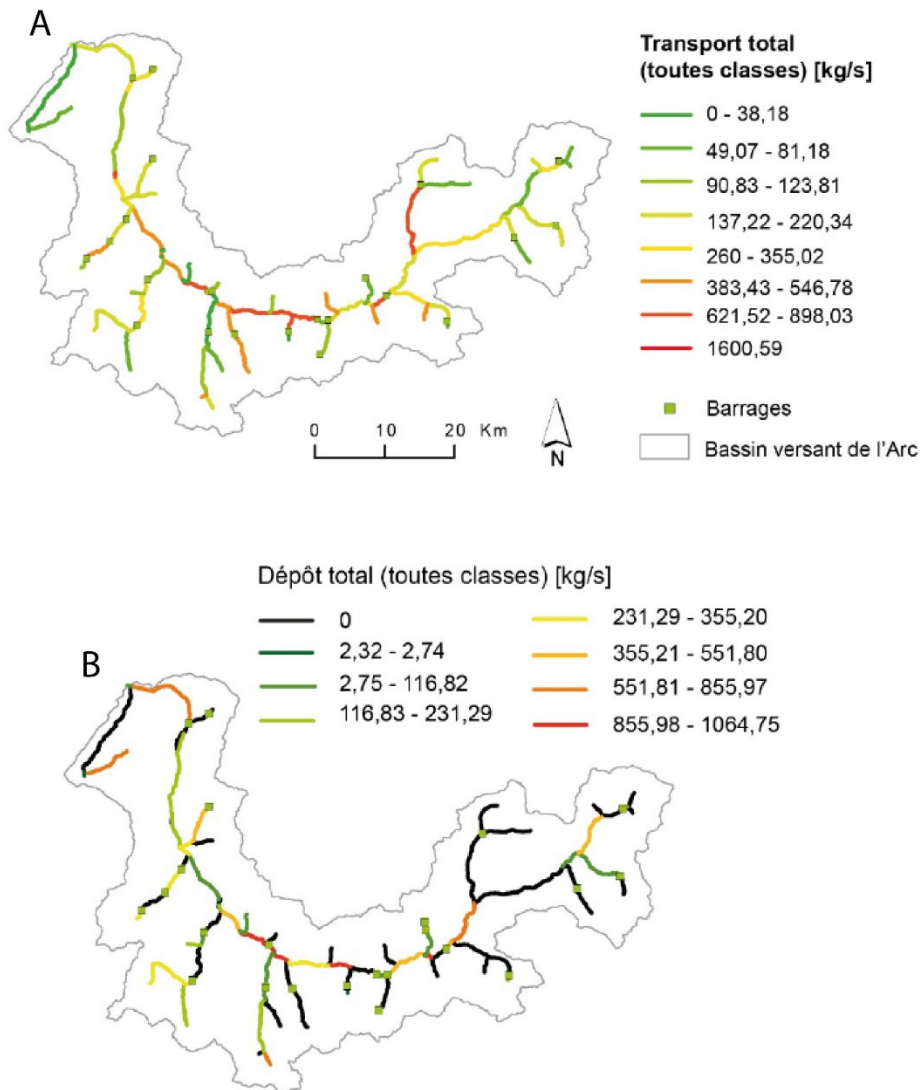 A
Transport total
(toutes classes) [kg/s]
0 - 38,18
49,07 - 81,18
90,83 - 123,81
137,22 - 220,34
260 - 355,02
383,43 - 546,78
621,52 - 898,03
1600,59
Barrages
Bassin versant de l'Arc
0 10 20 Km
N
Dépôt total (toutes classes) [kg/s]
0
2,32 - 2,74
2,75 - 116,82
116,83 - 231,29
231,29 - 355,20
355,21 - 551,80
551,81 - 855,97
855,98 - 1064,75
B